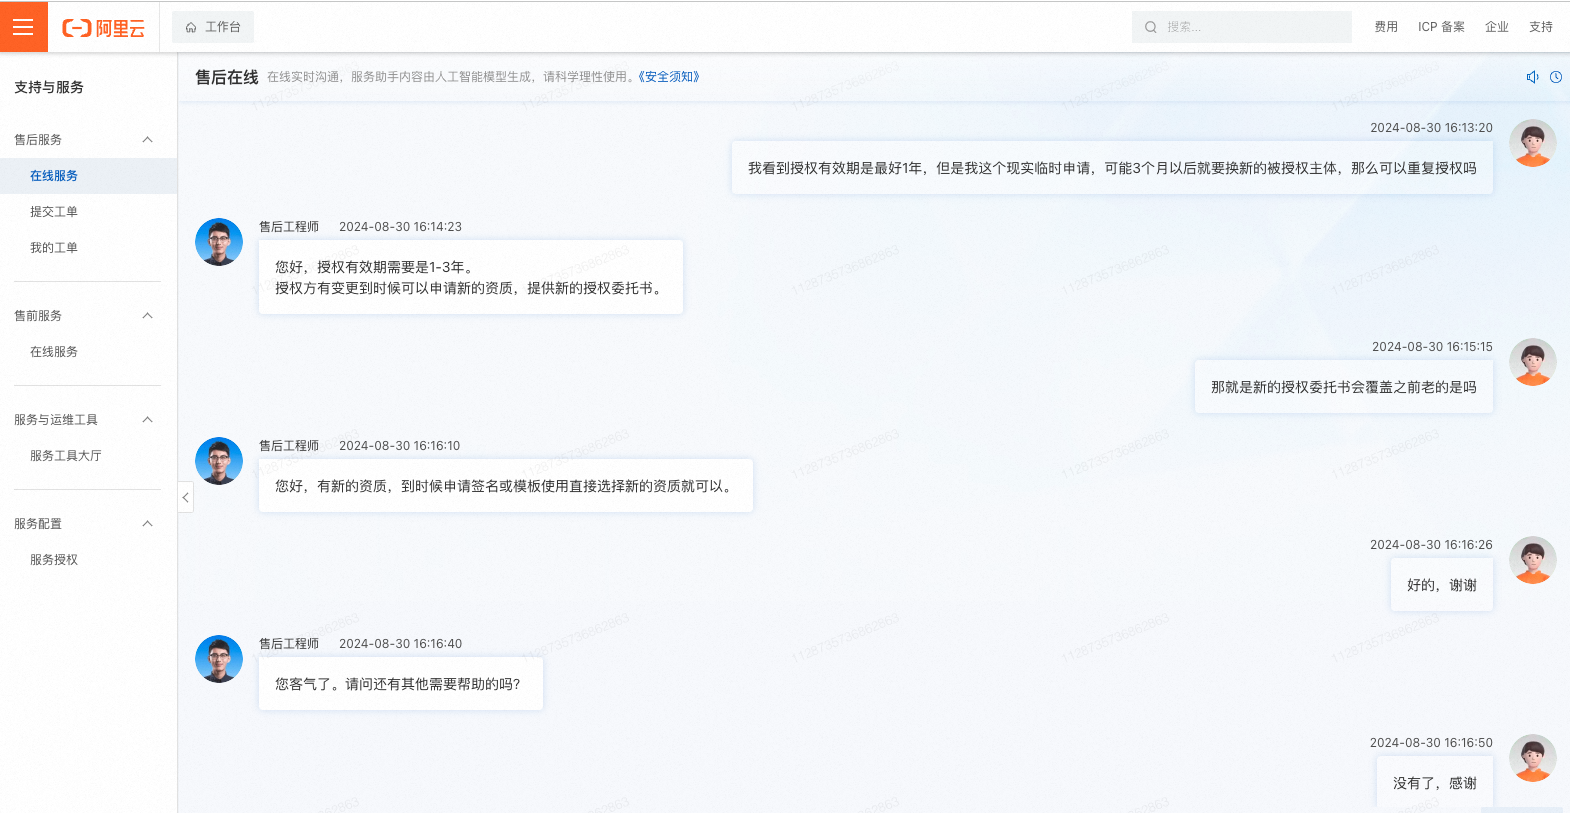 阿里云
工作台
搜索...
费用
ICP 备案
企业
支持
支持与服务
售后服务
在线服务
提交工单
我的工单
售前服务
在线服务
服务与运维工具
服务工具大厅
服务配置
服务授权
售后在线 在线实时沟通，服务助手内容由人工智能模型生成，请科学理性使用。《安全须知》
2024-08-30 16:13:20
我看到授权有效期是最好1年，但是我这个现实临时申请，可能3个月以后就要换新的被授权主体，那么可以重复授权吗
售后工程师 2024-08-30 16:14:23
您好，授权有效期需要是1-3年。
授权方有变更到时候可以申请新的资质，提供新的授权委托书。
2024-08-30 16:15:15
那就是新的授权委托书会覆盖之前老的是吗
售后工程师 2024-08-30 16:16:10
您好，有新的资质，到时候申请签名或模板使用直接选择新的资质就可以。
2024-08-30 16:16:26
好的，谢谢
售后工程师 2024-08-30 16:16:40
您客气了。请问还有其他需要帮助的吗?
2024-08-30 16:16:50
没有了，感谢